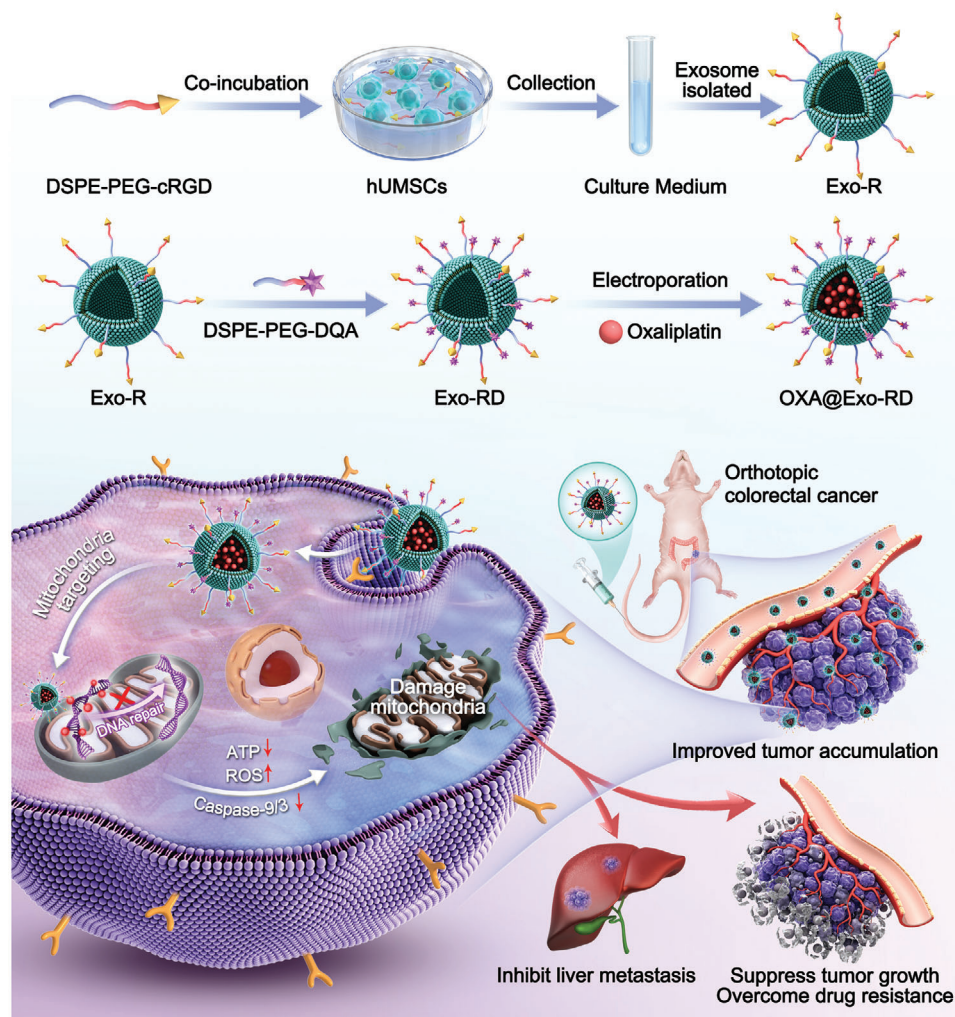 Co-incubation
Collection
Exosome
isolated
DSPE-PEG-cRGD
hUMSCs
Culture Medium
Exo-R
Electroporation
DSPE-PEG-DQA
Oxaliplatin
Exo-R
Exo-RD
OXA@Exo-RD
Orthotopic
colorectal cancer
Mitochondria
targeting
DNA repair
Damage
mitochondria
ATP ↓
ROS ↑
Caspase-9/3 ↓
Improved tumor accumulation
Inhibit liver metastasis
Suppress tumor growth
Overcome drug resistance